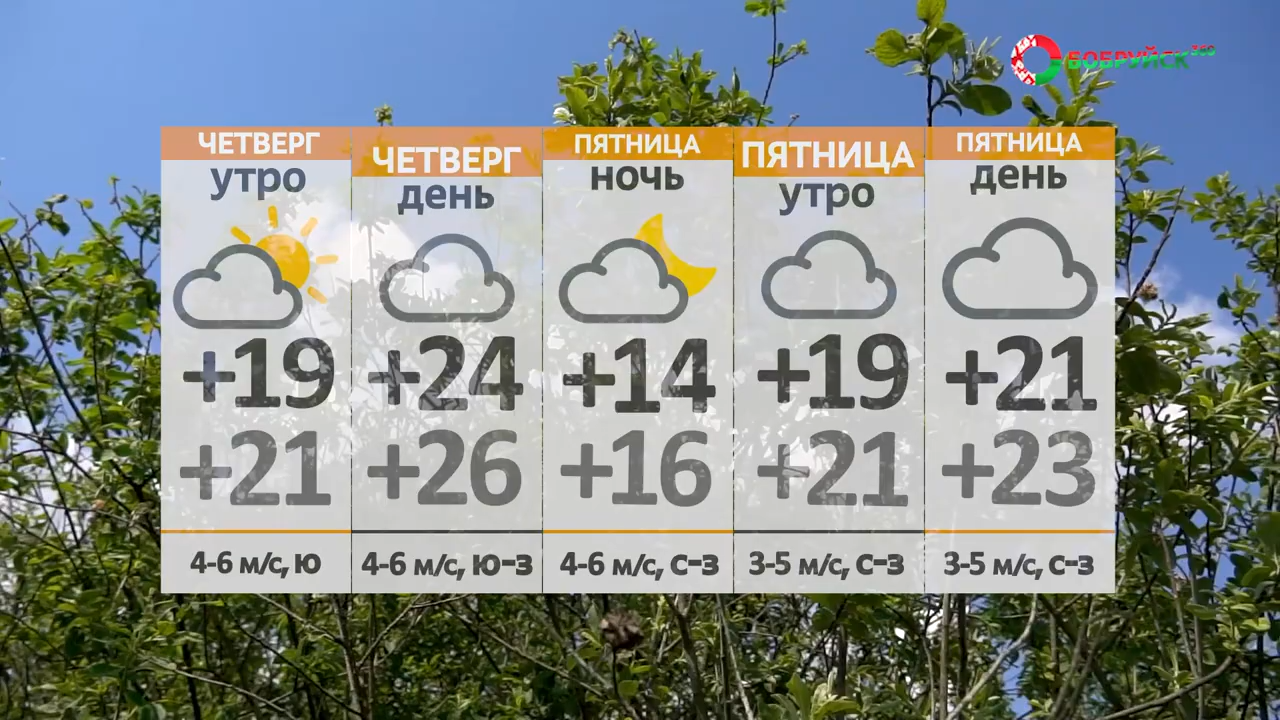 БОБРУЙСК 360
ЧЕТВЕРГ
утро
+19
+21
4-6 м/с, ю
ЧЕТВЕРГ
день
+24
+26
4-6 м/с, ю-з
ПЯТНИЦА
ночь
+14
+16
4-6 м/с, с-з
ПЯТНИЦА
утро
+19
+21
3-5 м/с, с-з
ПЯТНИЦА
день
+21
+23
3-5 м/с, с-з